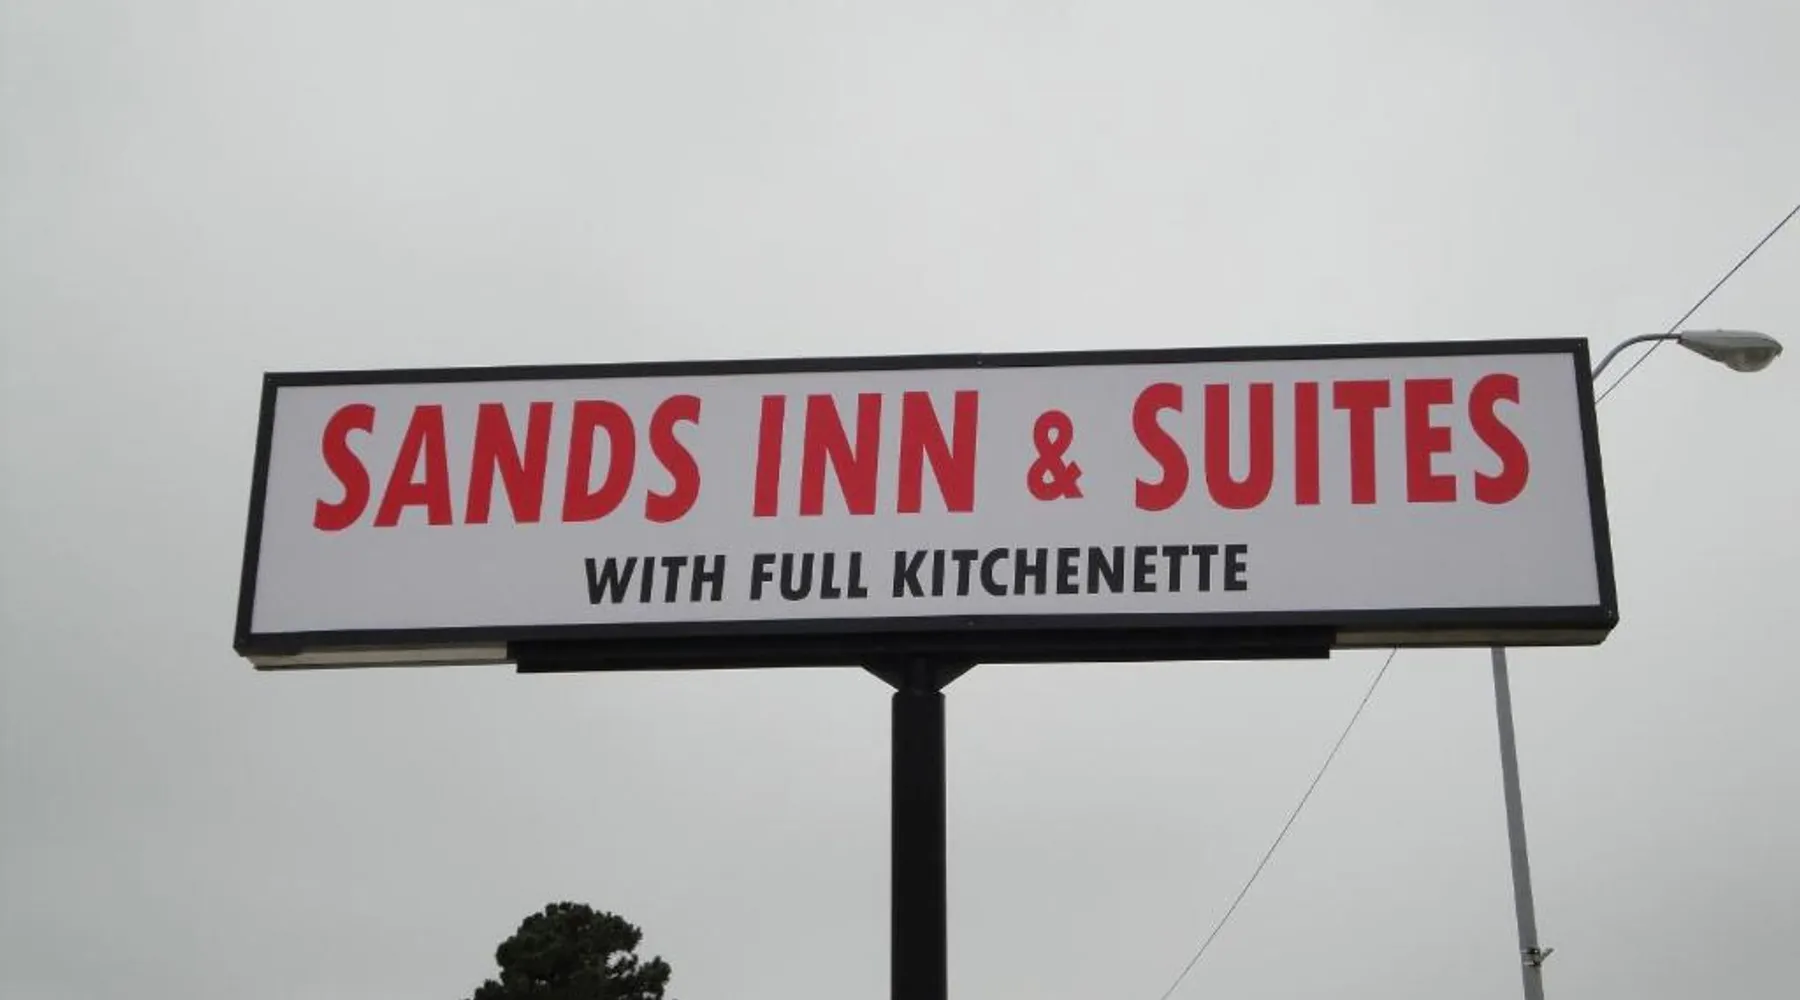 SANDS INN & SUITES
WITH FULL KITCHENETTE